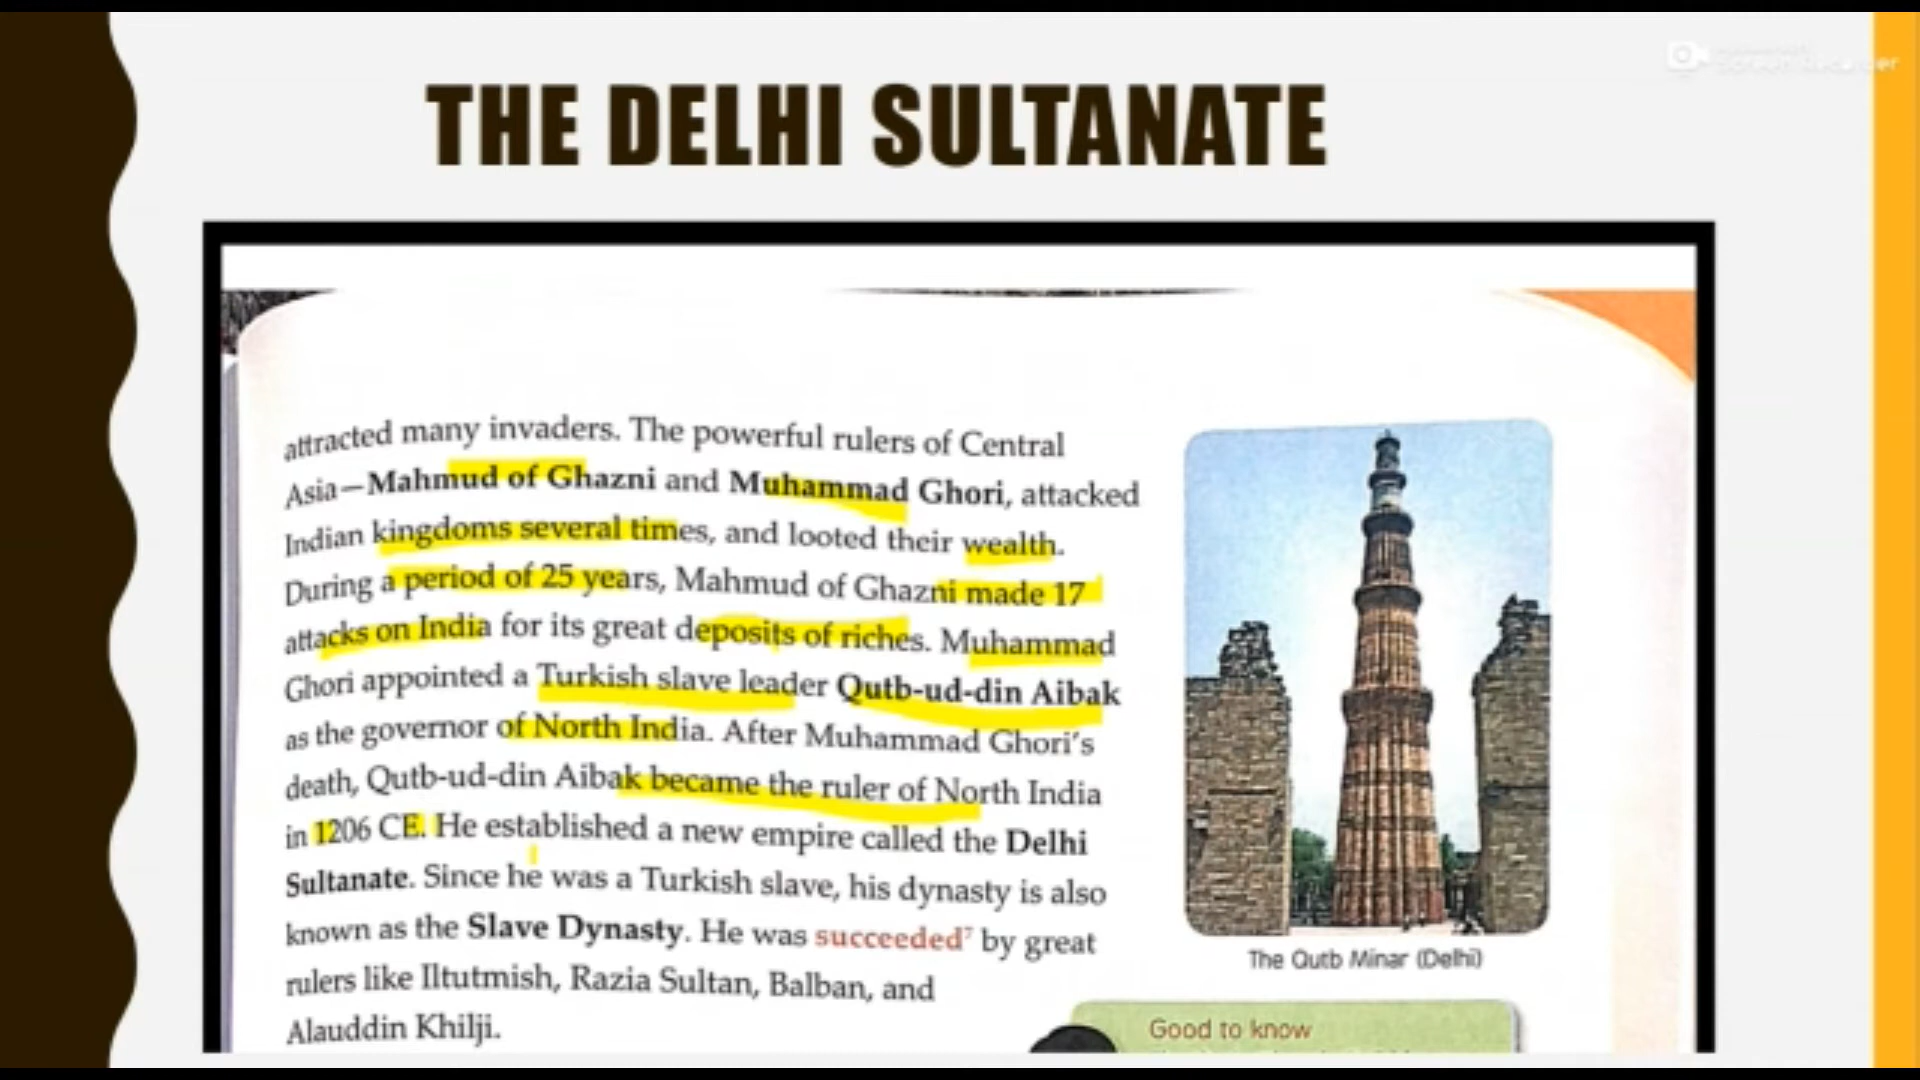 THE DELHI SULTANATE
attracted many invaders. The powerful rulers of Central
Asia—Mahmud of Ghazni and Muhammad Ghori, attacked
Indian kingdoms several times, and looted their wealth.
During a period of 25 years, Mahmud of Ghazni made 17
attacks on India for its great deposits of riches. Muhammad
Ghori appointed a Turkish slave leader Qutb-ud-din Aibak
as the governor of North India. After Muhammad Ghori's
death, Qutb-ud-din Aibak became the ruler of North India
in 1206 CE. He established a new empire called the Delhi
Sultanate. Since he was a Turkish slave, his dynasty is also
known as the Slave Dynasty. He was succeeded⁷ by great
rulers like Iltutmish, Razia Sultan, Balban, and
Alauddin Khilji.
The Qutb Minar (Delhi)
Good to know
Screen Recorder